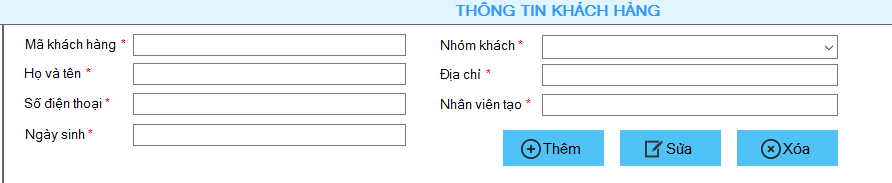 THÔNG TIN KHÁCH HÀNG
Mã khách hàng *
Nhóm khách *
Họ và tên *
Địa chỉ *
Số điện thoại *
Nhân viên tạo *
Ngày sinh *
Thêm
Sửa
Xóa